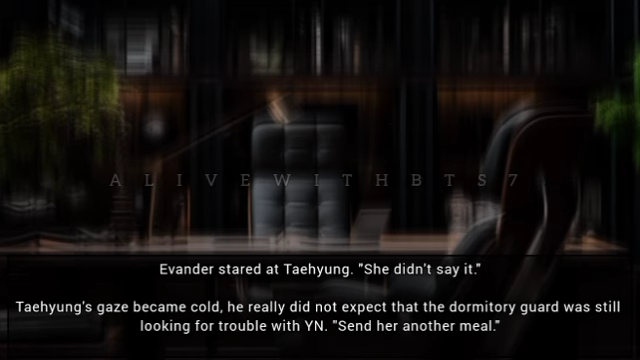 ALIVEWITHBTS7
Evander stared at Taehyung. "She didn't say it."
Taehyung's gaze became cold, he really did not expect that the dormitory guard was still
looking for trouble with YN. "Send her another meal."